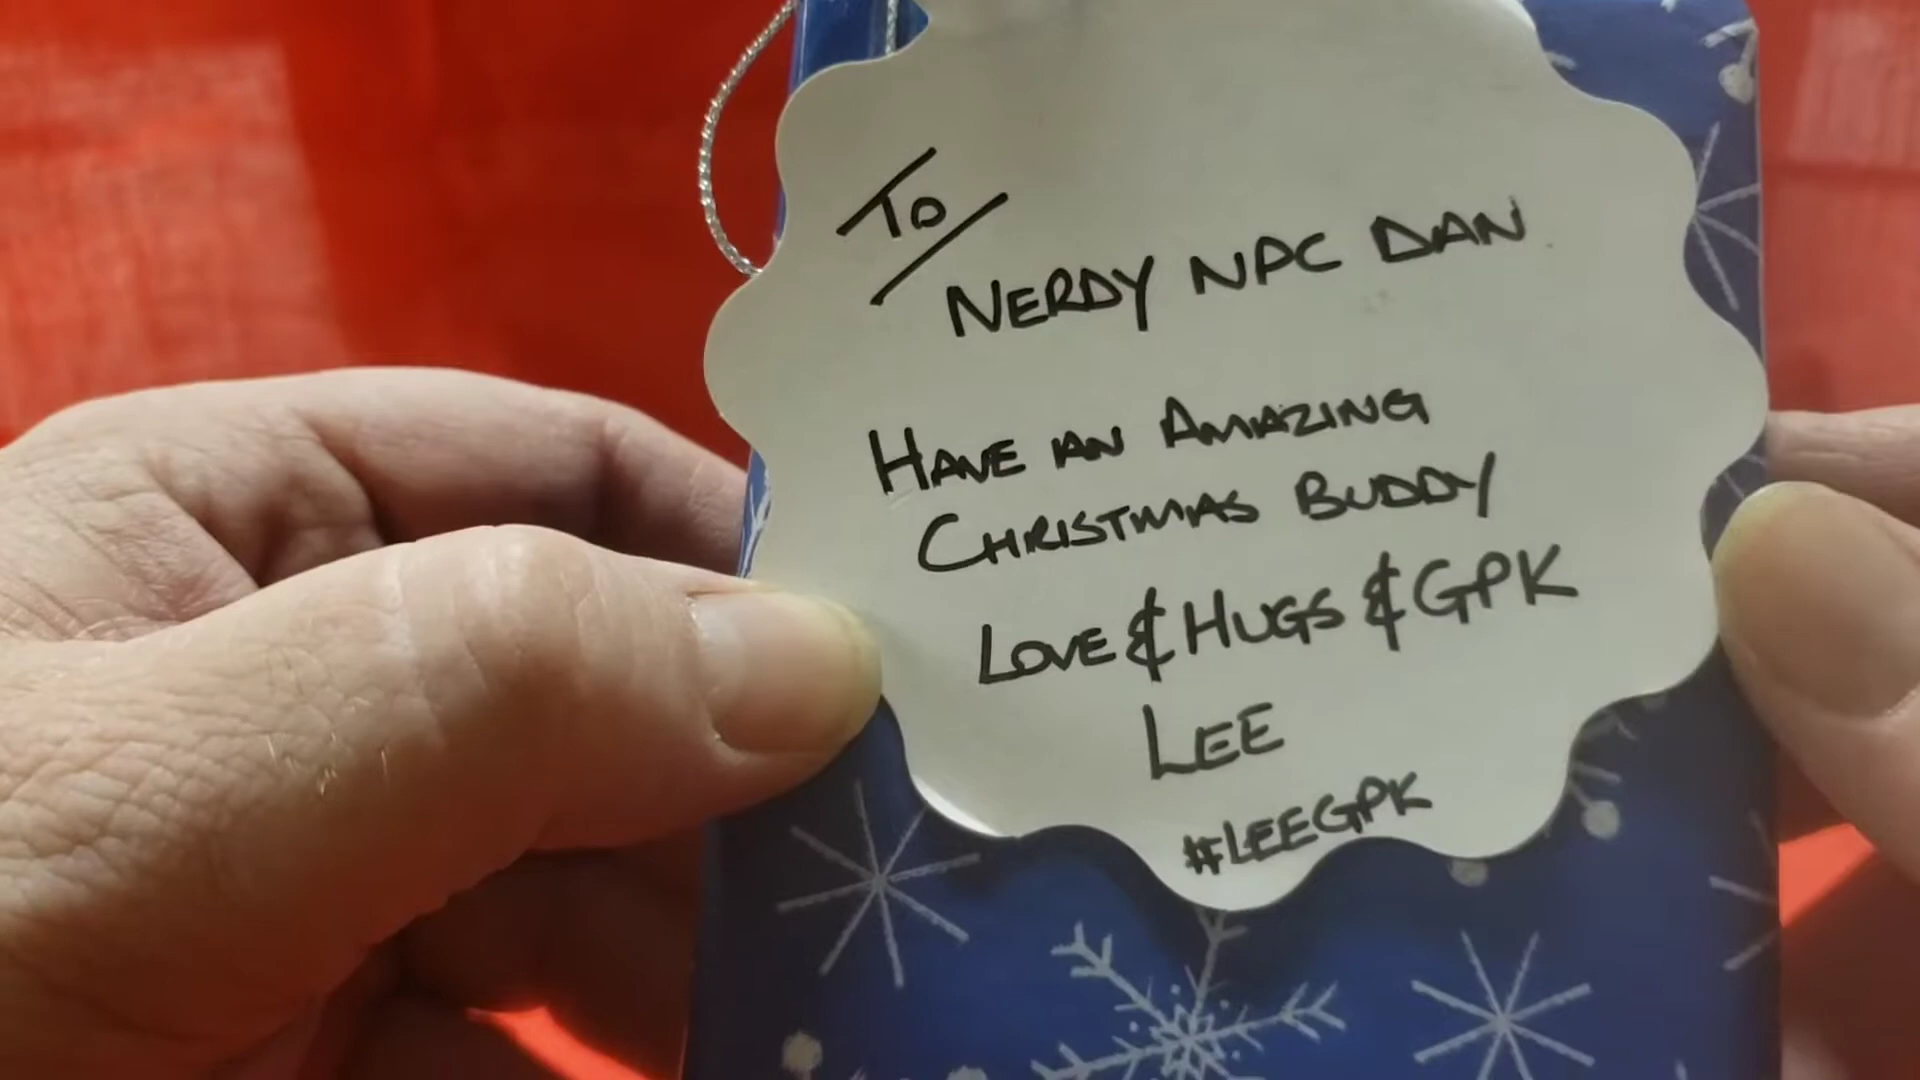 To/
NERDY NPC DAN
HAVE AN AMAZING
CHRISTMAS BUDDY
LOVE & HUGS & GPK
LEE
#LEEGPK